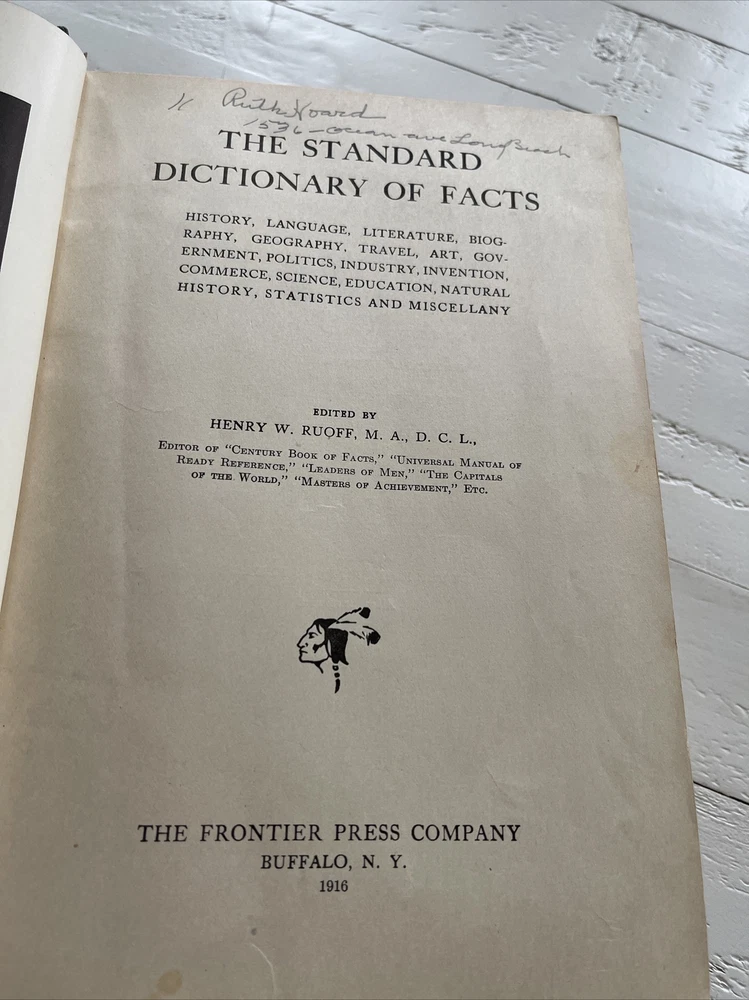 Ruth Hoard
1536 - Ocean ave Long Beach
THE STANDARD
DICTIONARY OF FACTS
HISTORY, LANGUAGE, LITERATURE, BIOG-
RAPHY, GEOGRAPHY, TRAVEL, ART, GOV-
ERNMENT, POLITICS, INDUSTRY, INVENTION,
COMMERCE, SCIENCE, EDUCATION, NATURAL
HISTORY, STATISTICS AND MISCELLANY
EDITED BY
HENRY W. RUOFF, M. A., D. C. L.,
EDITOR OF "CENTURY BOOK OF FACTS," "UNIVERSAL MANUAL OF
READY REFERENCE," "LEADERS OF MEN," "THE CAPITALS
OF THE WORLD," "MASTERS OF ACHIEVEMENT," ETC.
THE FRONTIER PRESS COMPANY
BUFFALO, N. Y.
1916